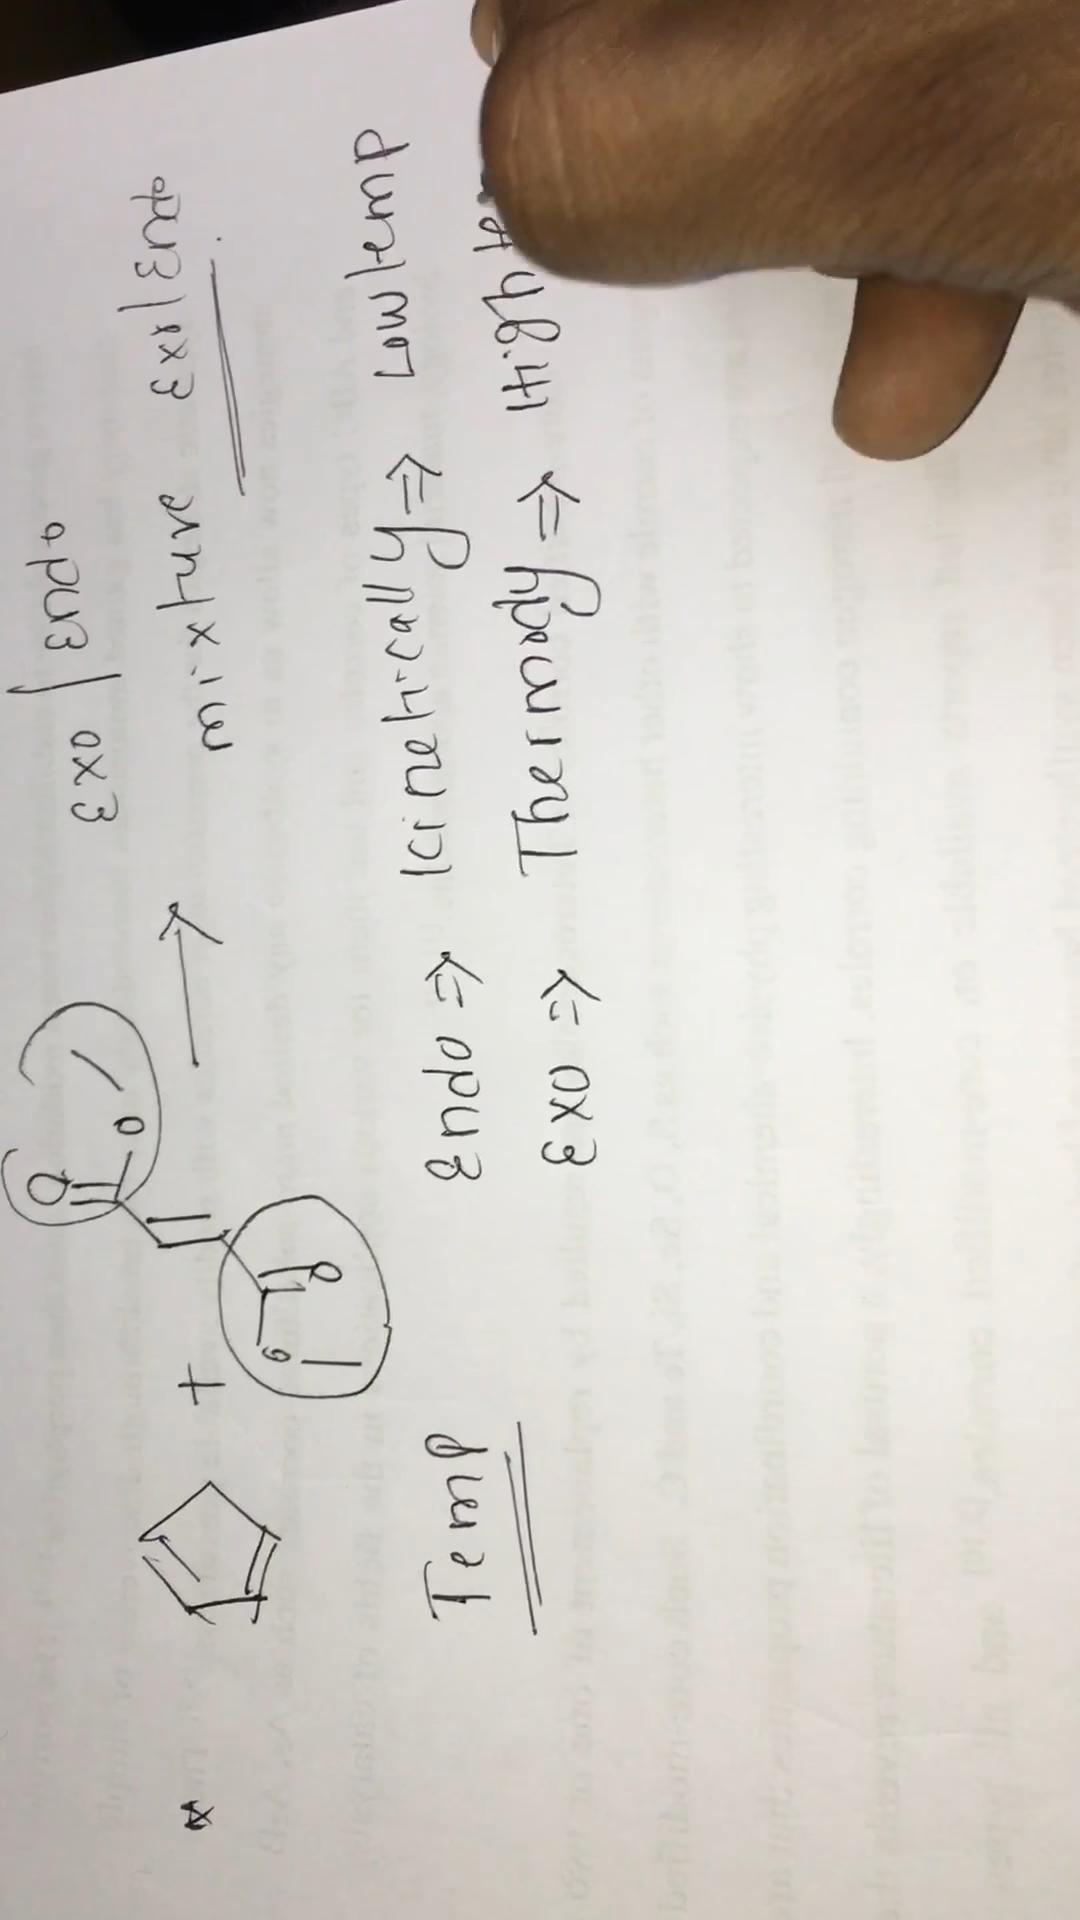 Exo / Endo
mixture Exo/Endo
Endo ⇒ Kinetically ⇒ Low temp
Exo ⇒ Thermody ⇒ High te
Temp
+
O
O
O
O